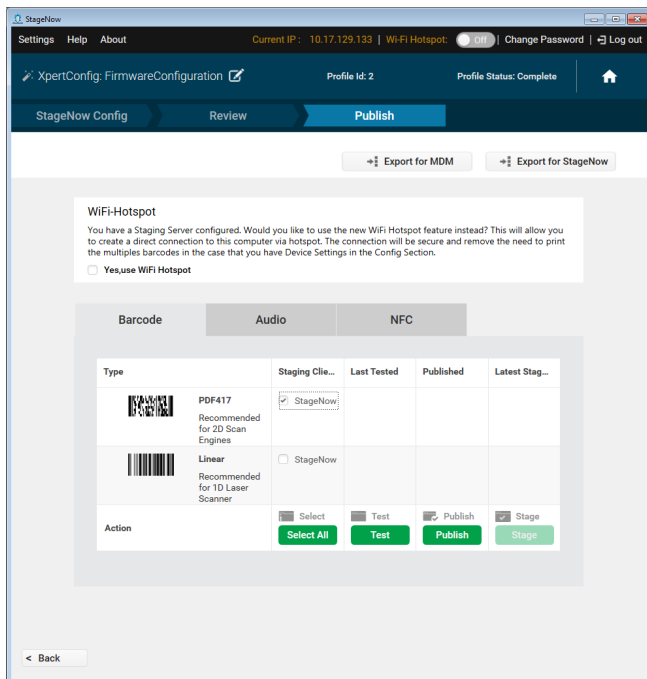 StageNow
Settings Help About Current IP : 10.17.129.133 | Wi-Fi Hotspot: Off | Change Password | Log out
XpertConfig: FirmwareConfiguration Profile Id: 2 Profile Status: Complete
StageNow Config Review Publish
Export for MDM Export for StageNow
WiFi-Hotspot
You have a Staging Server configured. Would you like to use the new WiFi Hotspot feature instead? This will allow you
to create a direct connection to this computer via hotspot. The connection will be secure and remove the need to print
the multiples barcodes in the case that you have Device Settings in the Config Section.
Yes,use WiFi Hotspot
Barcode Audio NFC
Type Staging Clie... Last Tested Published Latest Stag...
PDF417 StageNow
Recommended
for 2D Scan
Engines
Linear StageNow
Recommended
for 1D Laser
Scanner
Select Test Publish Stage
Action Select All Test Publish Stage
< Back